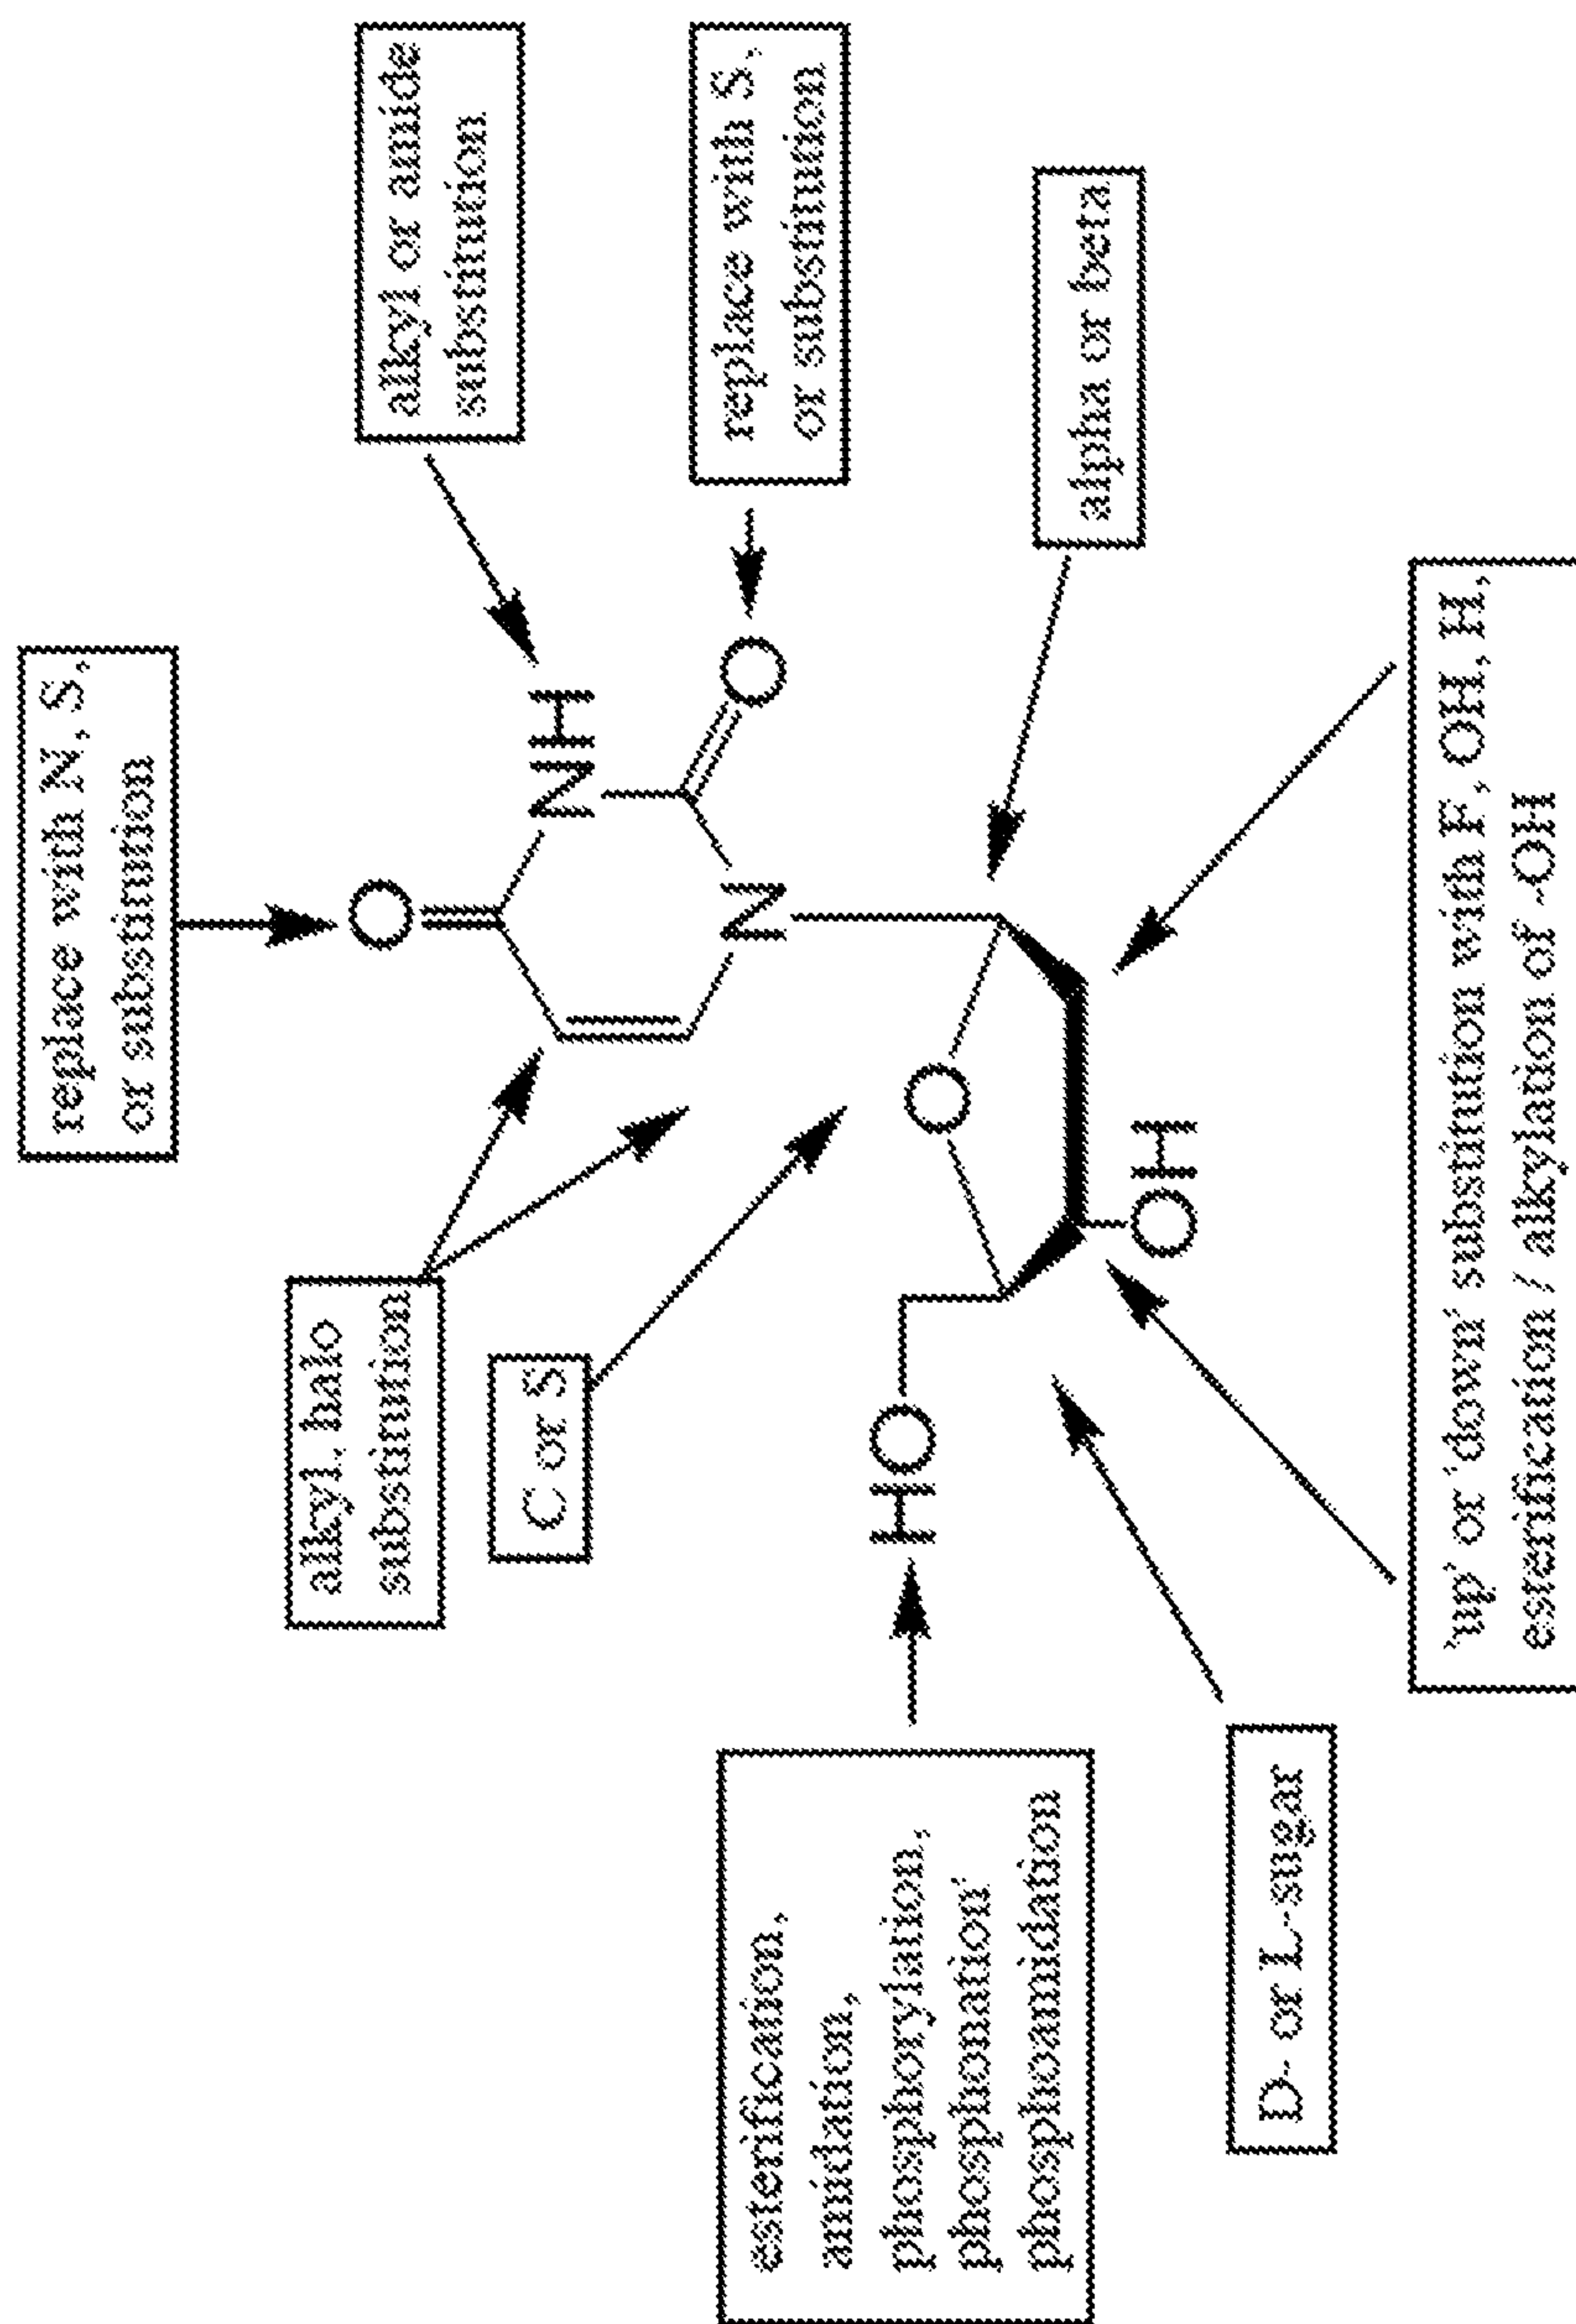 replace with N, S,
or substitution
alkyl or amide
substitution
alkyl, halo
substitution
C or S
replace with S,
or substitution
O
NH
O
N
O
HO
OH
esterification,
amidation,
phosphorylation,
phosphonation'
phosphoamidation
alpha or beta
D- or L-sugar
'up' or 'down' substitution with F, OH, H,
esterification / alkylation of -OH